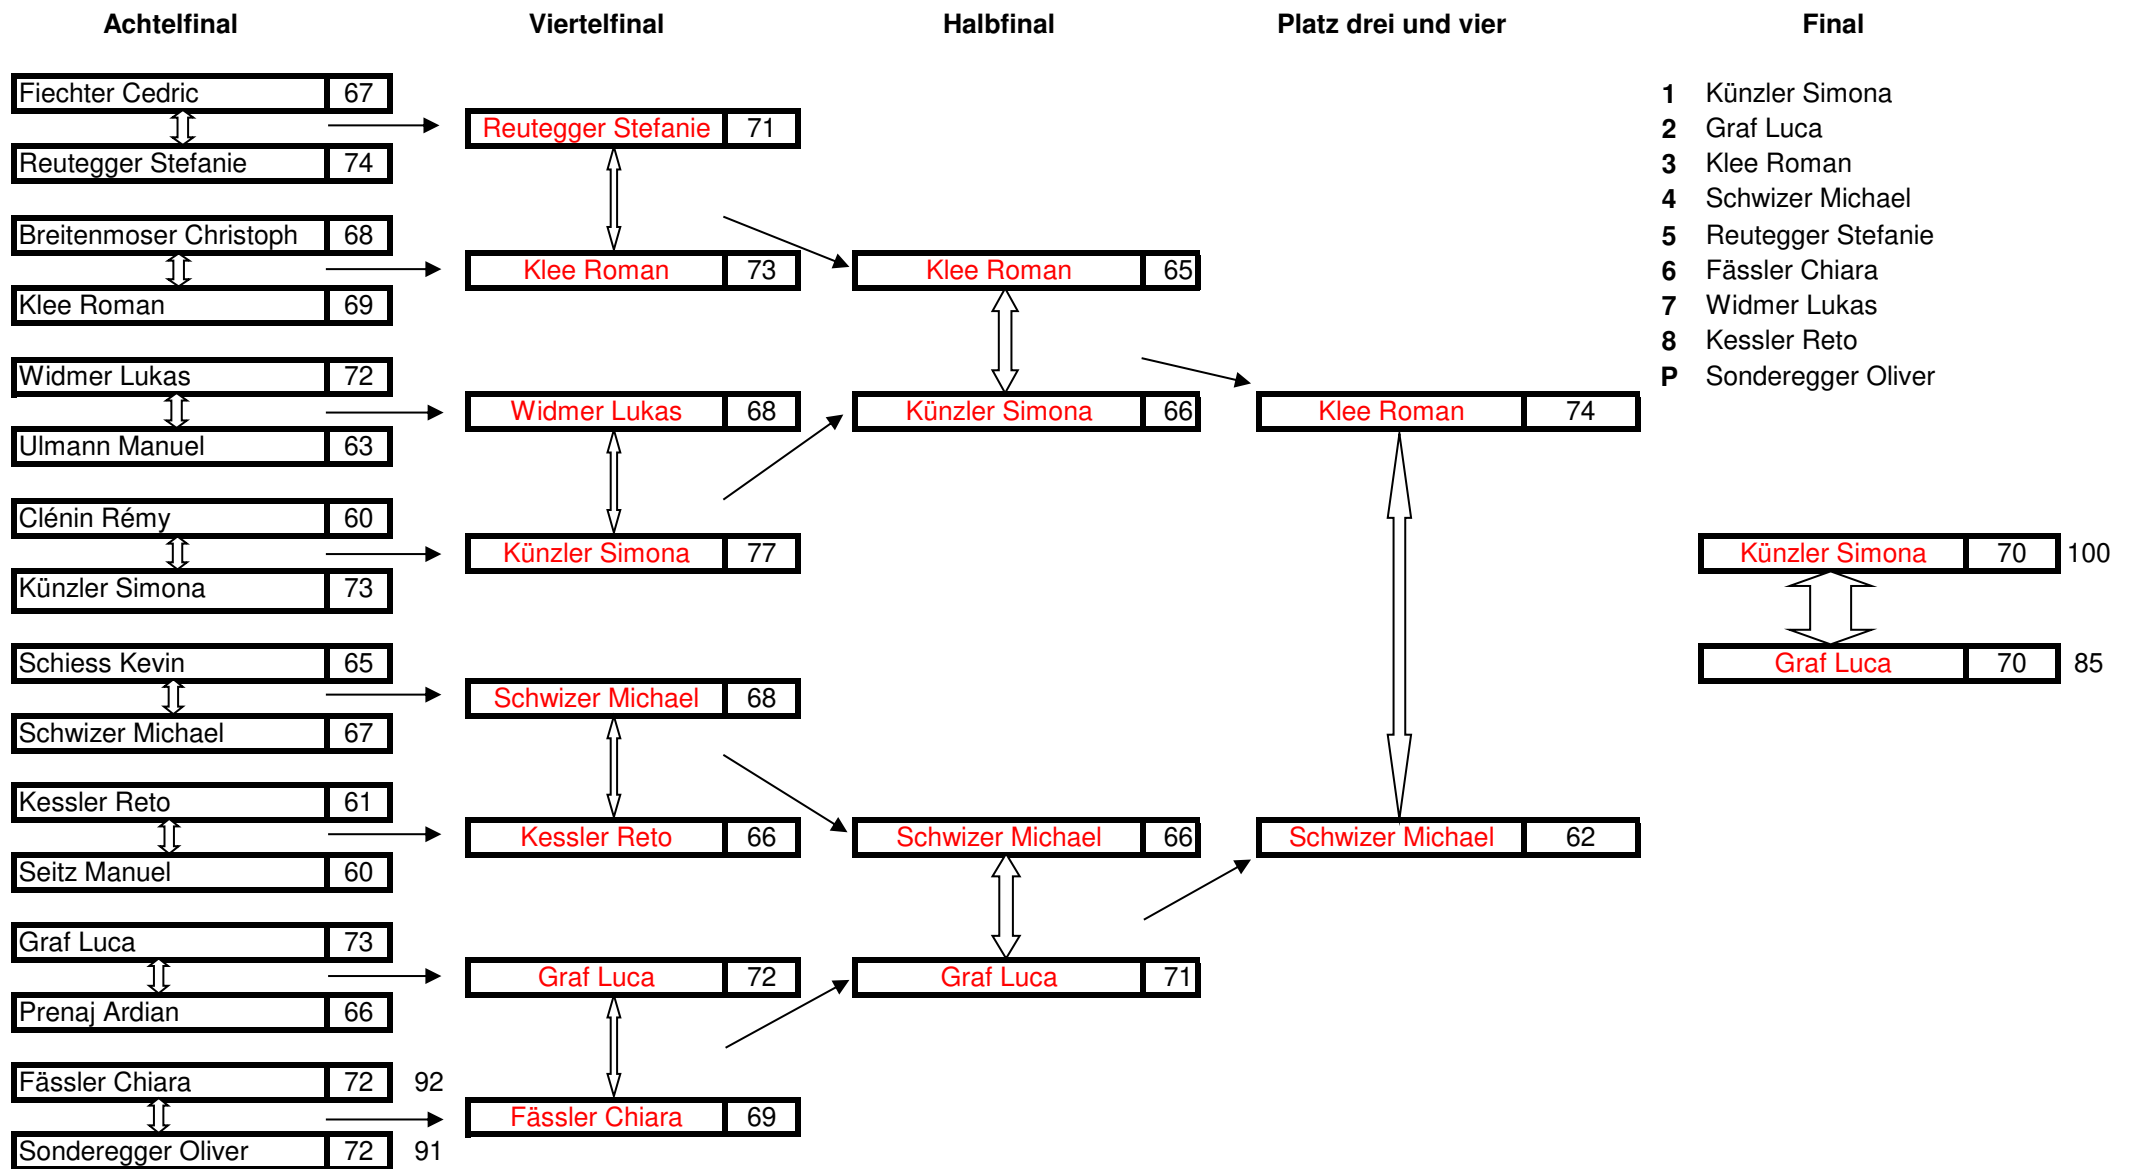 Achtelfinal Viertelfinal Halbfinal Platz drei und vier Final
Fiechter Cedric 67
Reutegger Stefanie 74
Breitenmoser Christoph 68
Klee Roman 69
Widmer Lukas 72
Ulmann Manuel 63
Clénin Rémy 60
Künzler Simona 73
Schiess Kevin 65
Schwizer Michael 67
Kessler Reto 61
Seitz Manuel 60
Graf Luca 73
Prenaj Ardian 66
Fässler Chiara 72 92
Sonderegger Oliver 72 91
Reutegger Stefanie 71
Klee Roman 73
Widmer Lukas 68
Künzler Simona 77
Schwizer Michael 68
Kessler Reto 66
Graf Luca 72
Fässler Chiara 69
Klee Roman 65
Künzler Simona 66
Schwizer Michael 66
Graf Luca 71
Klee Roman 74
Schwizer Michael 62
1 Künzler Simona
2 Graf Luca
3 Klee Roman
4 Schwizer Michael
5 Reutegger Stefanie
6 Fässler Chiara
7 Widmer Lukas
8 Kessler Reto
P Sonderegger Oliver
Künzler Simona 70 100
Graf Luca 70 85